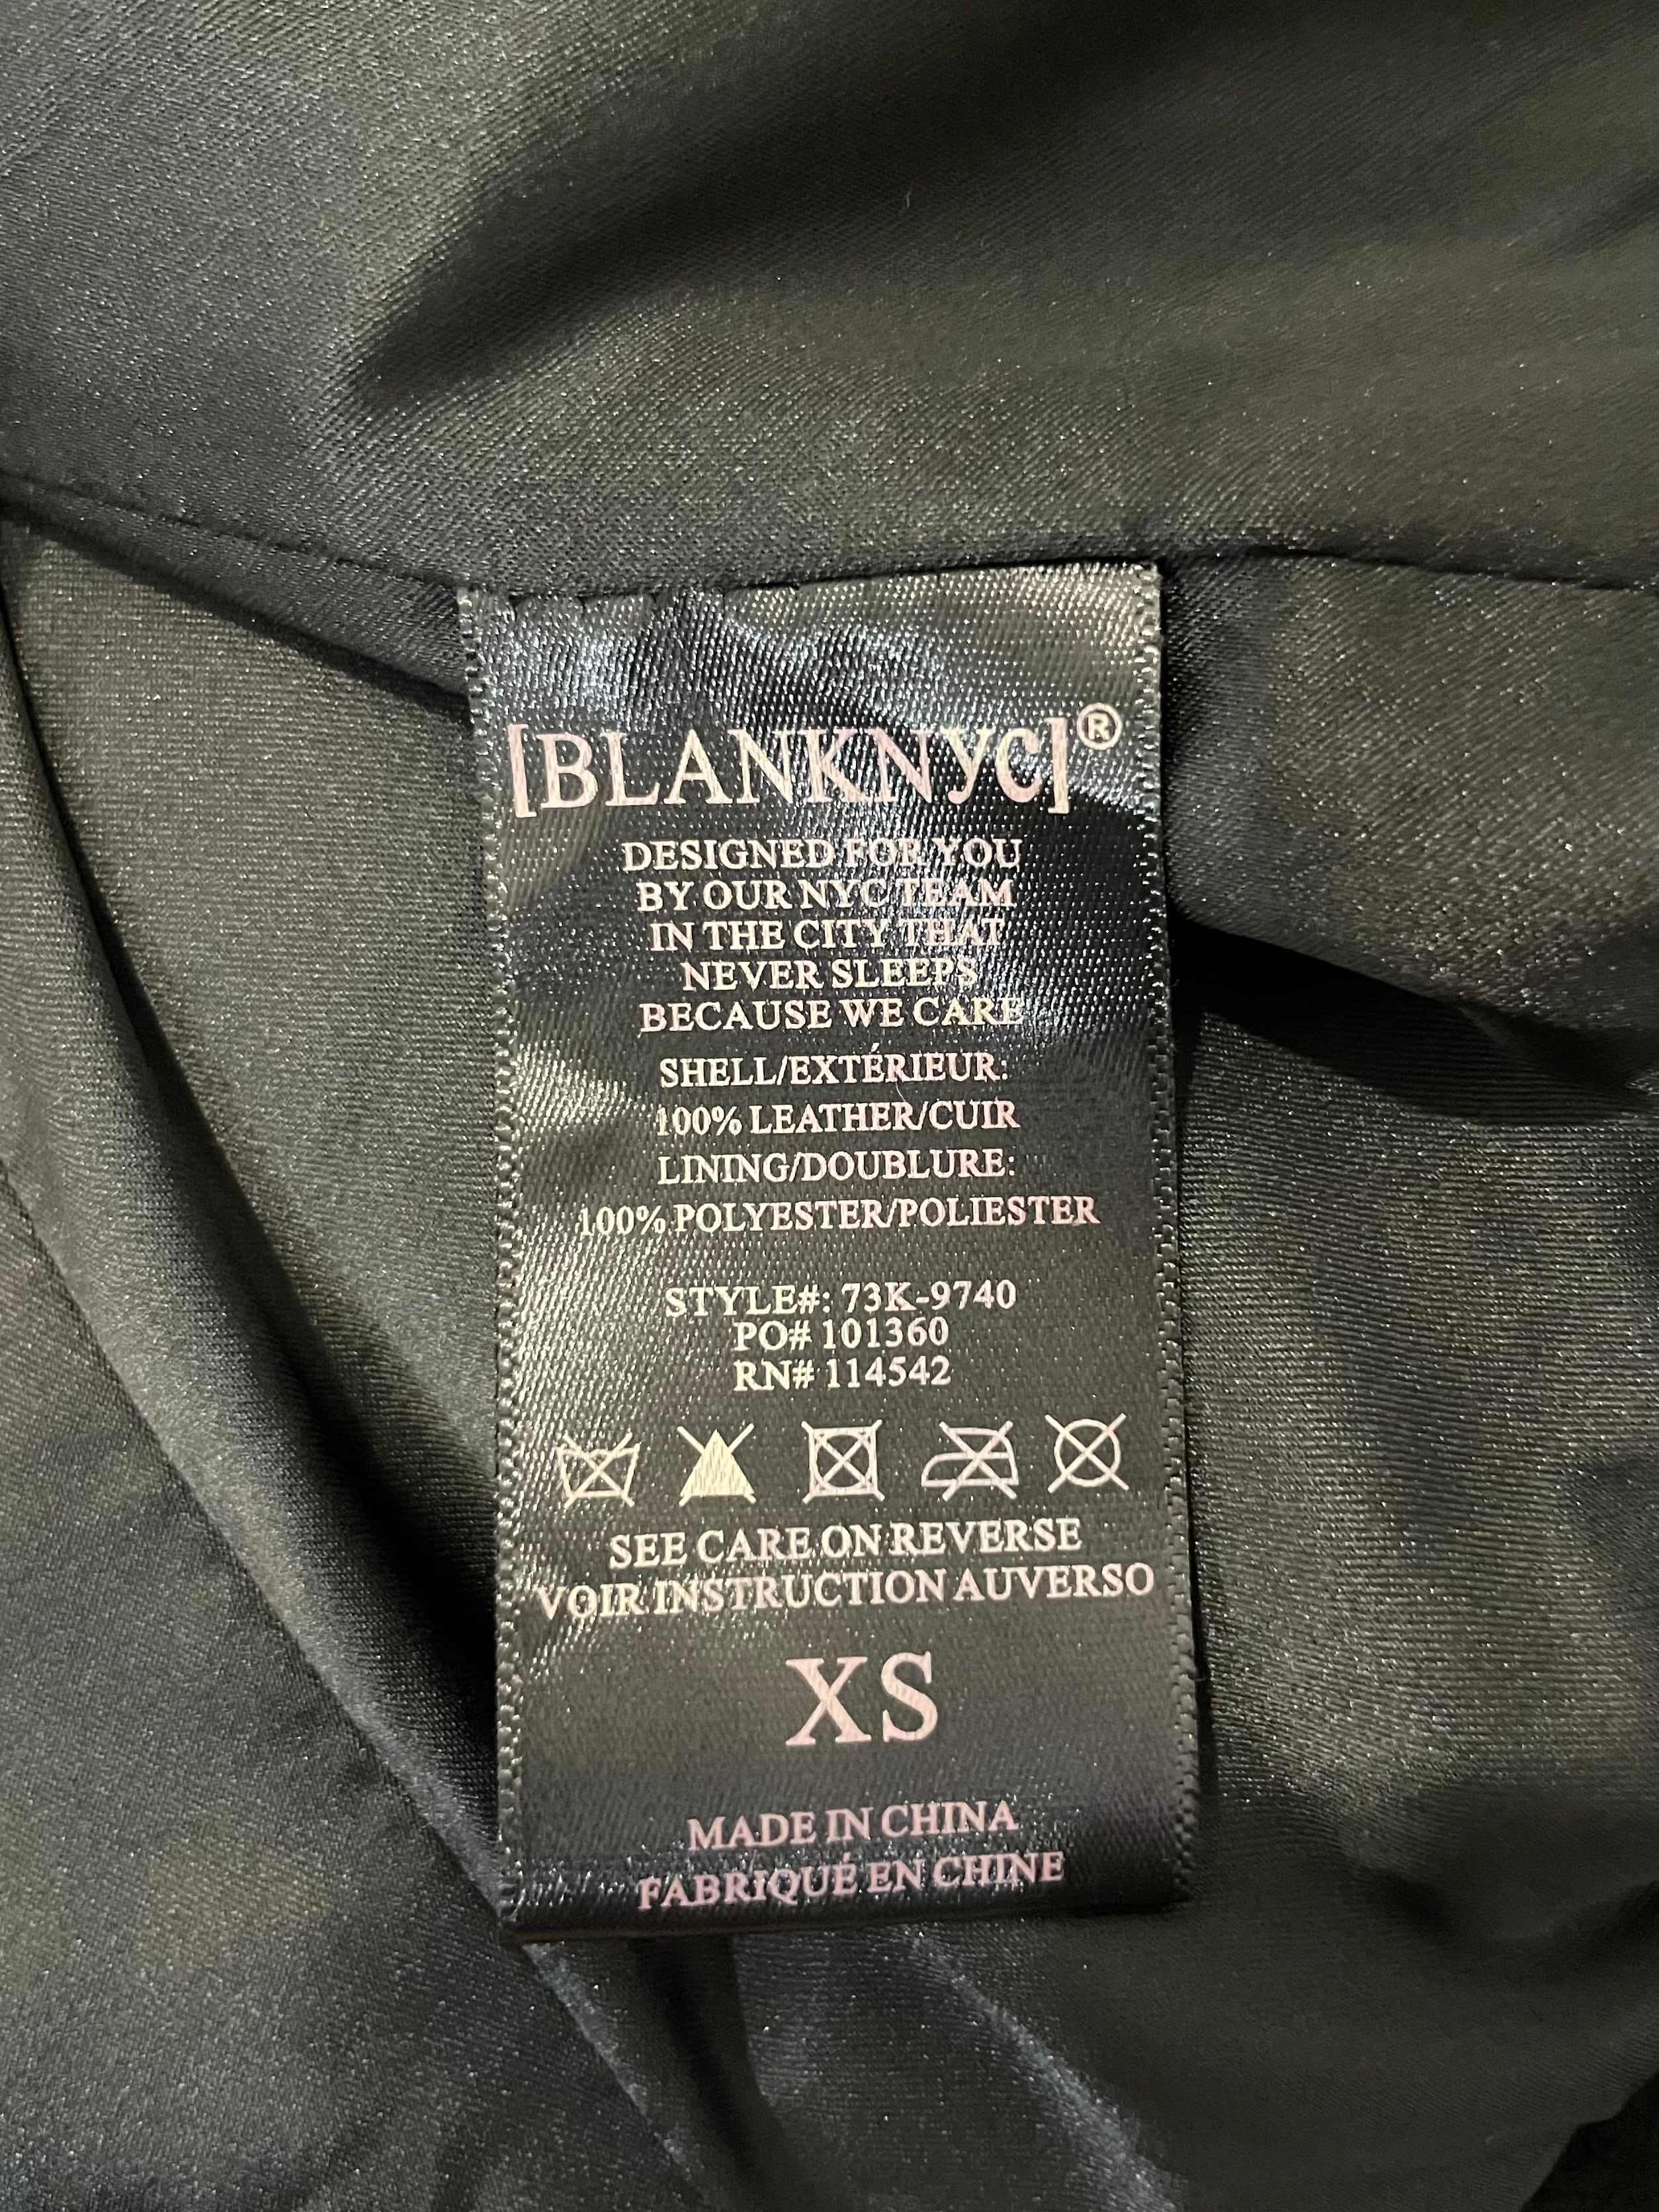 [BLANKNYC]®
DESIGNED FOR YOU
BY OUR NYC TEAM
IN THE CITY THAT
NEVER SLEEPS
BECAUSE WE CARE
SHELL/EXTÉRIEUR:
100% LEATHER/CUIR
LINING/DOUBLURE:
100% POLYESTER/POLIESTER
STYLE#: 73K-9740
PO# 101360
RN# 114542
SEE CARE ON REVERSE
VOIR INSTRUCTION AUVERSO
XS
MADE IN CHINA
FABRIQUÉ EN CHINE